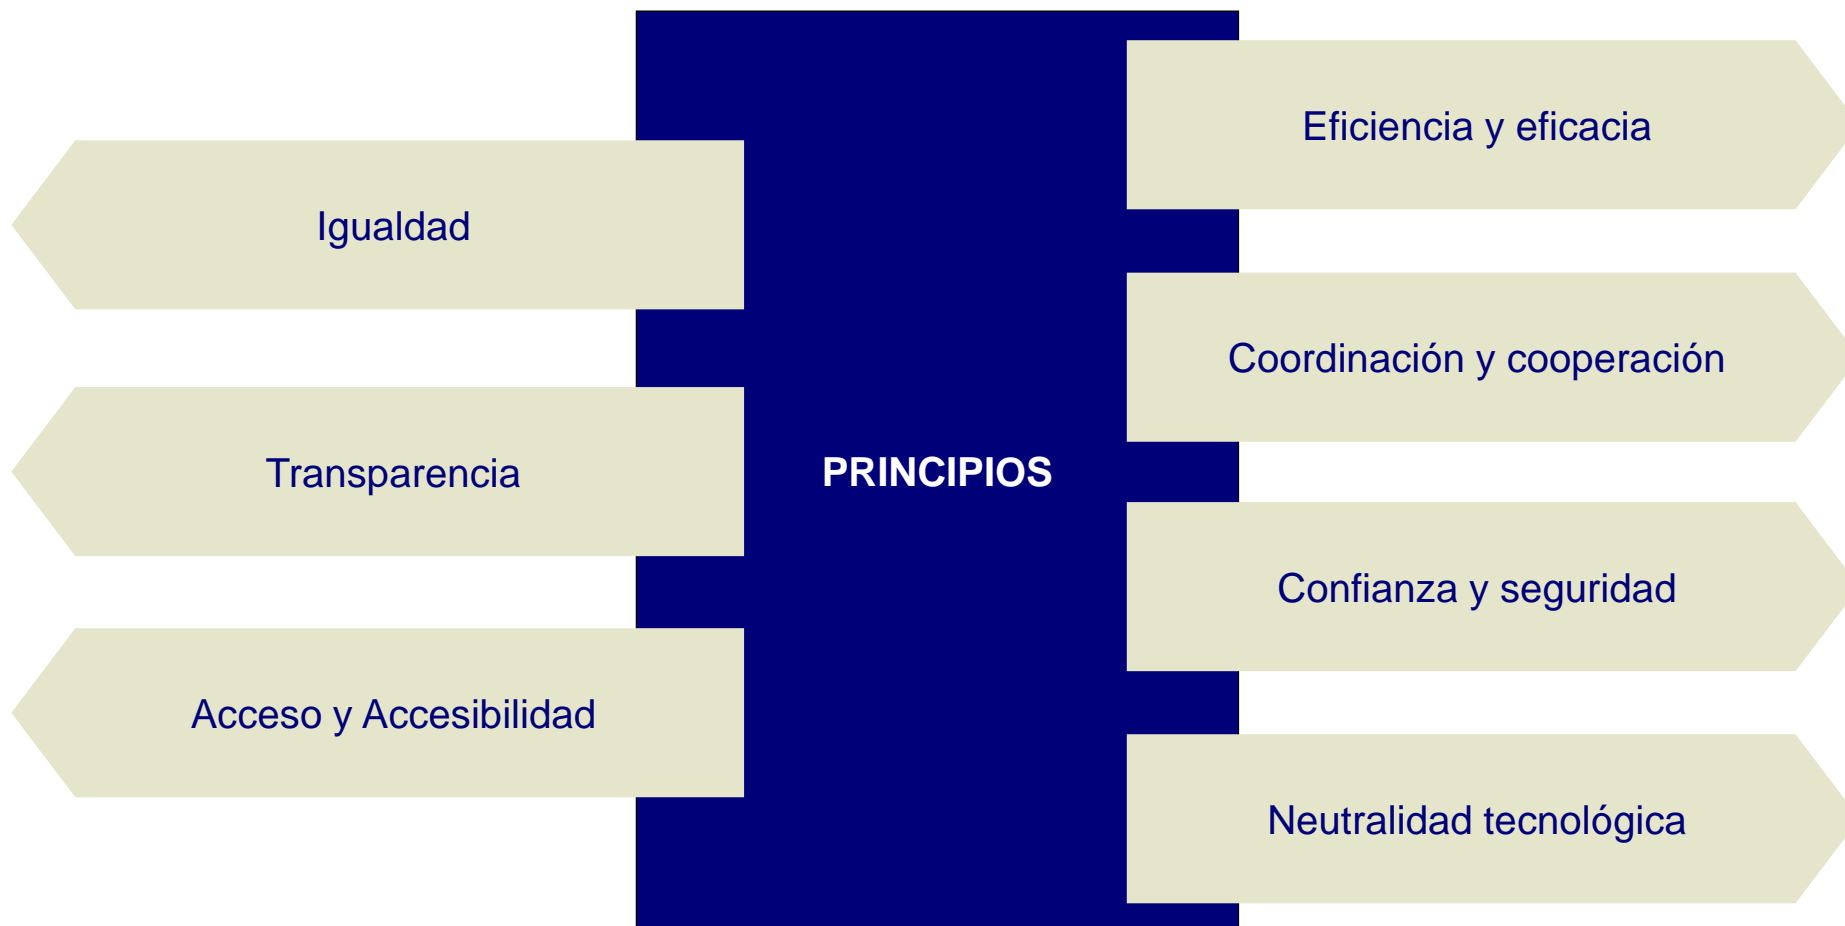 Igualdad
Transparencia
Acceso y Accesibilidad
PRINCIPIOS
Eficiencia y eficacia
Coordinación y cooperación
Confianza y seguridad
Neutralidad tecnológica